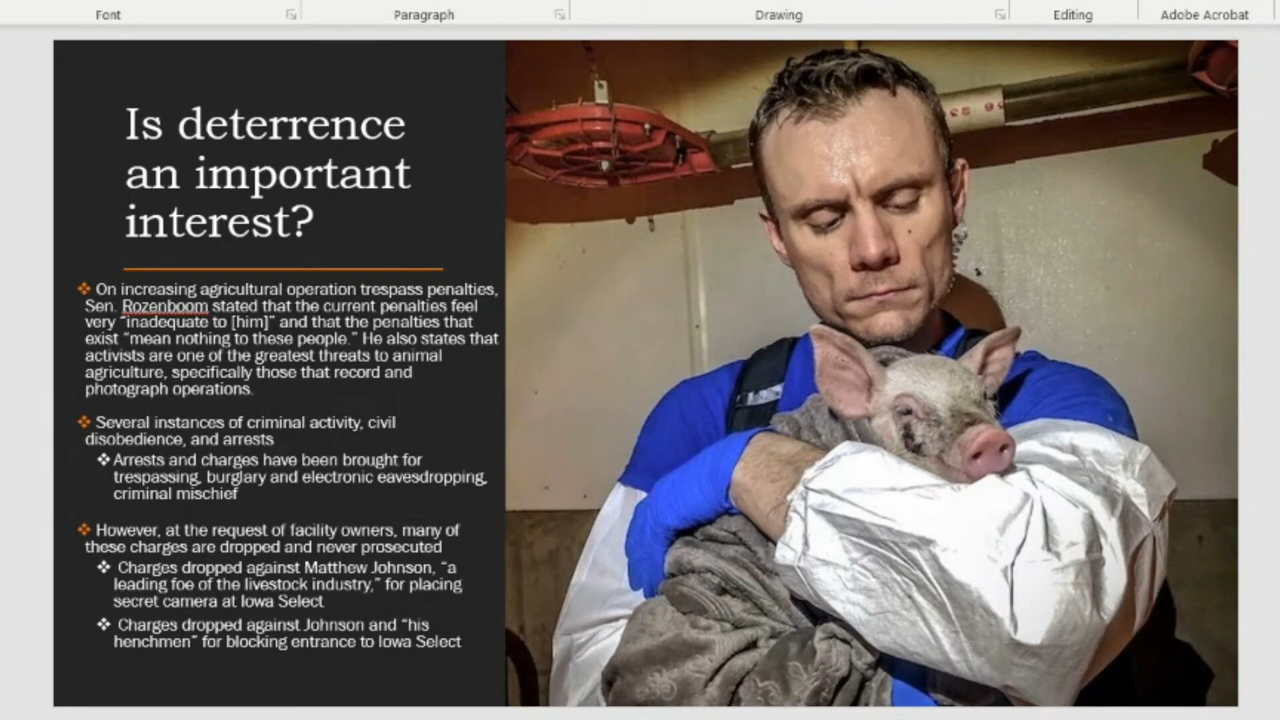 Font
Paragraph
Drawing
Editing
Adobe Acrobat
Is deterrence
an important
interest?
❖ On increasing agricultural operation trespass penalties,
Sen. Rozenboom stated that the current penalties feel
very “inadequate to [him]” and that the penalties that
exist “mean nothing to these people.” He also states that
activists are one of the greatest threats to animal
agriculture, specifically those that record and
photograph operations.
❖ Several instances of criminal activity, civil
disobedience, and arrests
❖ Arrests and charges have been brought for
trespassing, burglary and electronic eavesdropping,
criminal mischief
❖ However, at the request of facility owners, many of
these charges are dropped and never prosecuted
❖ Charges dropped against Matthew Johnson, “a
leading foe of the livestock industry,” for placing
secret camera at Iowa Select
❖ Charges dropped against Johnson and “his
henchmen” for blocking entrance to Iowa Select